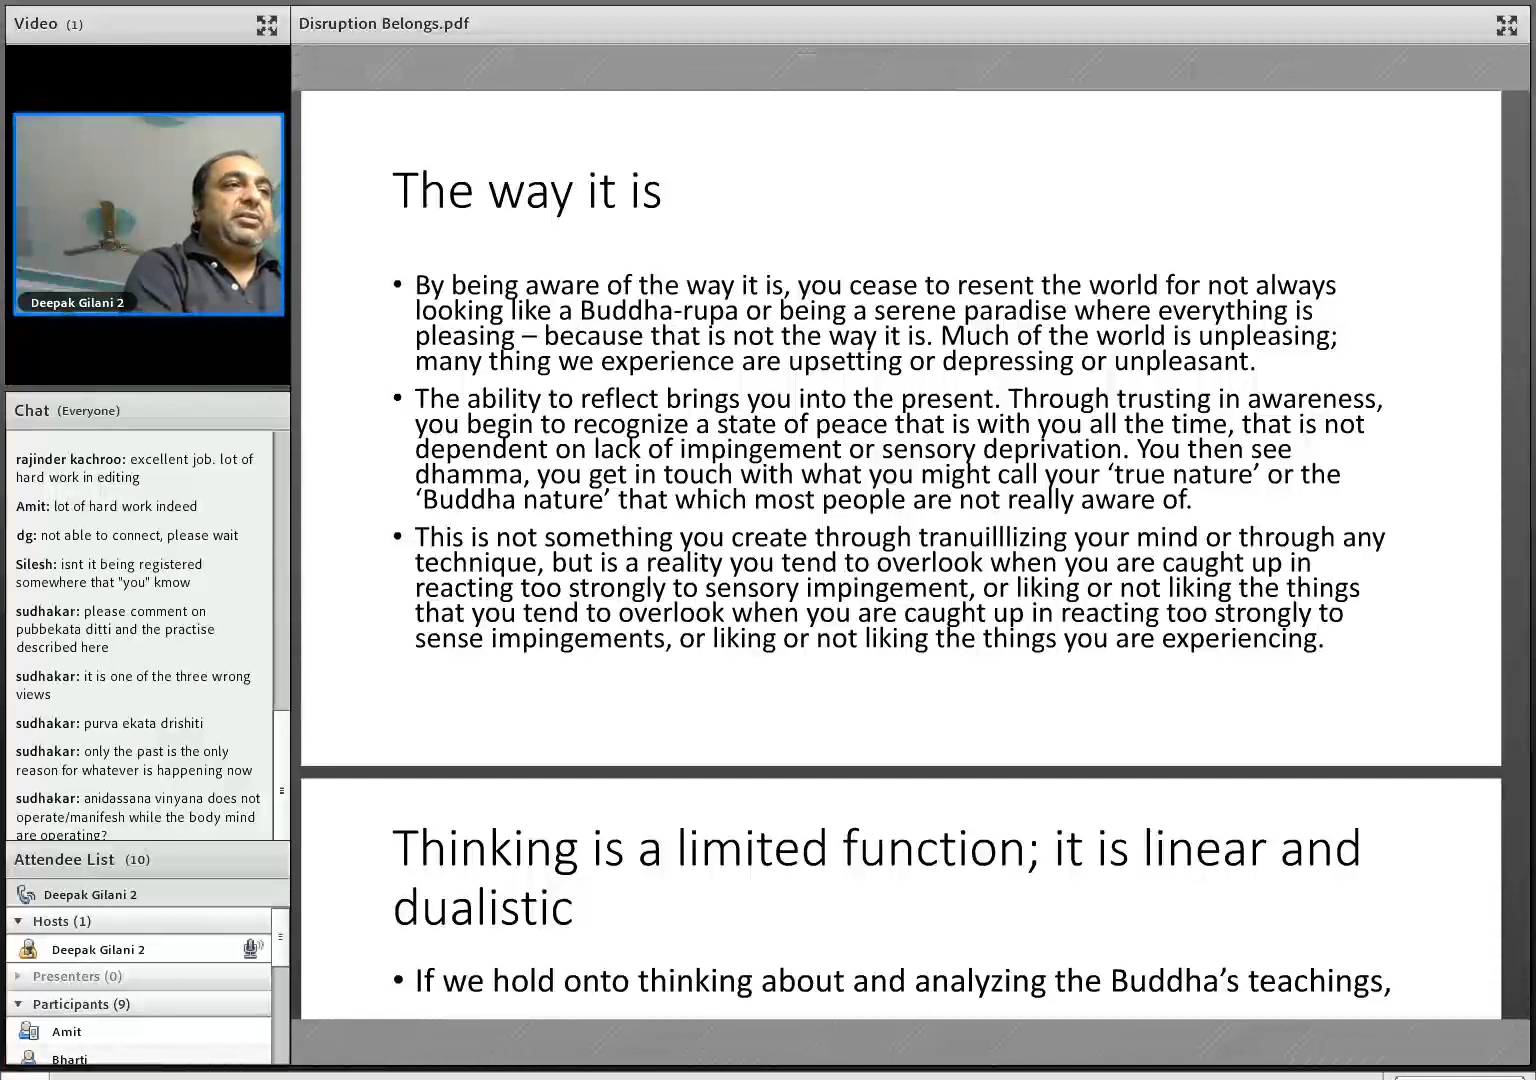 Video (1)
Disruption Belongs.pdf
Deepak Gilani 2
Chat (Everyone)
rajinder kachroo: excellent job. lot of
hard work in editing
Amit: lot of hard work indeed
dg: not able to connect, please wait
Silesh: isnt it being registered
somewhere that "you" kmow
sudhakar: please comment on
pubbekata ditti and the practise
described here
sudhakar: it is one of the three wrong
views
sudhakar: purva ekata drishiti
sudhakar: only the past is the only
reason for whatever is happening now
sudhakar: anidassana vinyana does not
operate/manifesh while the body mind
are operating?
Attendee List (10)
Deepak Gilani 2
Hosts (1)
Deepak Gilani 2
Presenters (0)
Participants (9)
Amit
Bharti
The way it is
• By being aware of the way it is, you cease to resent the world for not always
looking like a Buddha-rupa or being a serene paradise where everything is
pleasing – because that is not the way it is. Much of the world is unpleasing;
many thing we experience are upsetting or depressing or unpleasant.
• The ability to reflect brings you into the present. Through trusting in awareness,
you begin to recognize a state of peace that is with you all the time, that is not
dependent on lack of impingement or sensory deprivation. You then see
dhamma, you get in touch with what you might call your ‘true nature’ or the
‘Buddha nature’ that which most people are not really aware of.
• This is not something you create through tranuilllizing your mind or through any
technique, but is a reality you tend to overlook when you are caught up in
reacting too strongly to sensory impingement, or liking or not liking the things
that you tend to overlook when you are caught up in reacting too strongly to
sense impingements, or liking or not liking the things you are experiencing.
Thinking is a limited function; it is linear and
dualistic
• If we hold onto thinking about and analyzing the Buddha’s teachings,